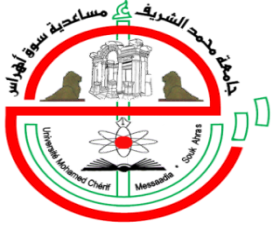 جامعة محمد الشريف مساعدية سوق أهراس
Université Mohamed Chérif Messaadia * Souk Ahras